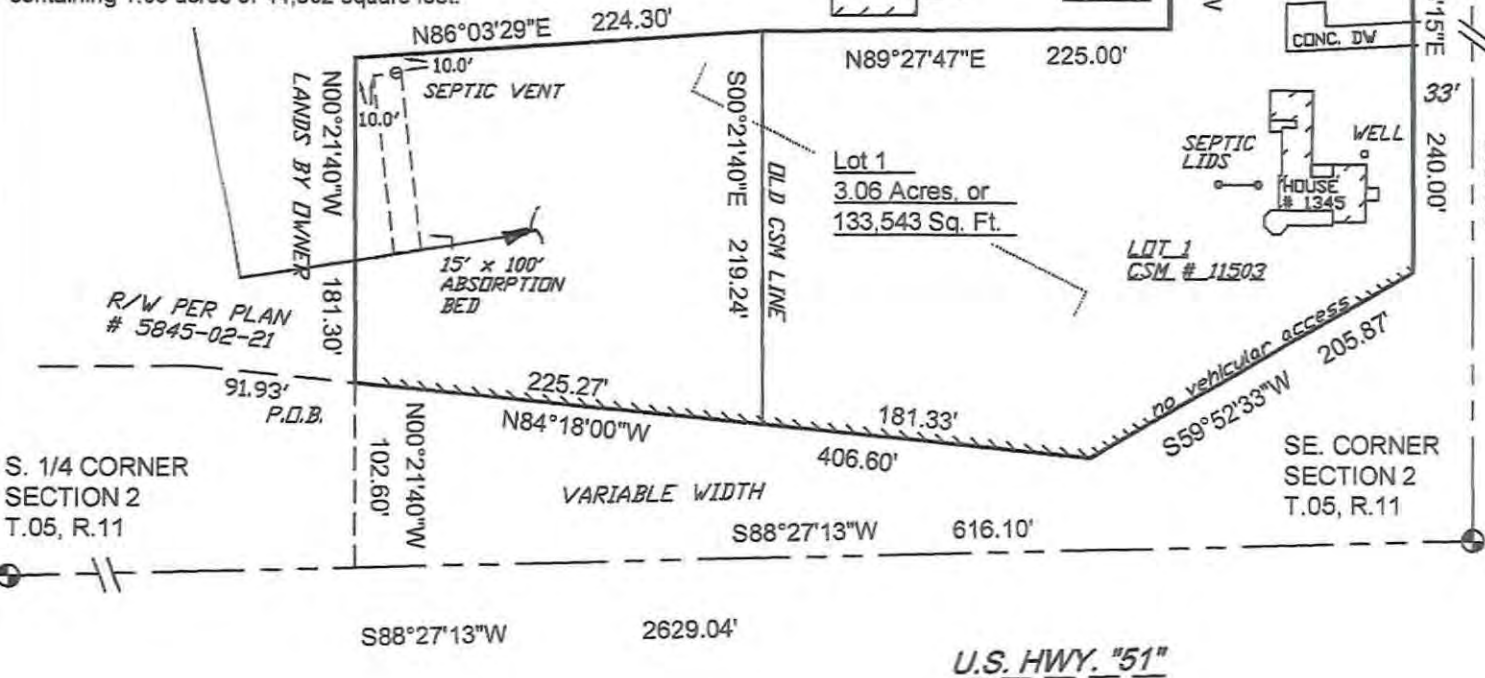 containing acres or square feet.
N86°03'29"E 224.30'
N89°27'47"E 225.00'
'15"E
CONC. DW
33'
240.00'
10.0'
SEPTIC VENT
10.0'
N00°21'40"W
181.30'
LANDS BY OWNER
S00°21'40"E 219.24'
OLD CSM LINE
Lot 1
3.06 Acres, or
133,543 Sq. Ft.
SEPTIC
LIDS
WELL
HOUSE
# 1345
LOT 1
CSM # 11503
15' x 100'
ABSORPTION
BED
R/W PER PLAN
# 5845-02-21
91.93'
P.O.B.
225.27'
N84°18'00"W
181.33'
406.60'
no vehicular access
205.87'
S59°52'33"W
N00°21'40"W
102.60'
S. 1/4 CORNER
SECTION 2
T.05, R.11
SE. CORNER
SECTION 2
T.05, R.11
VARIABLE WIDTH
S88°27'13"W 616.10'
S88°27'13"W 2629.04'
U.S. HWY. "51"